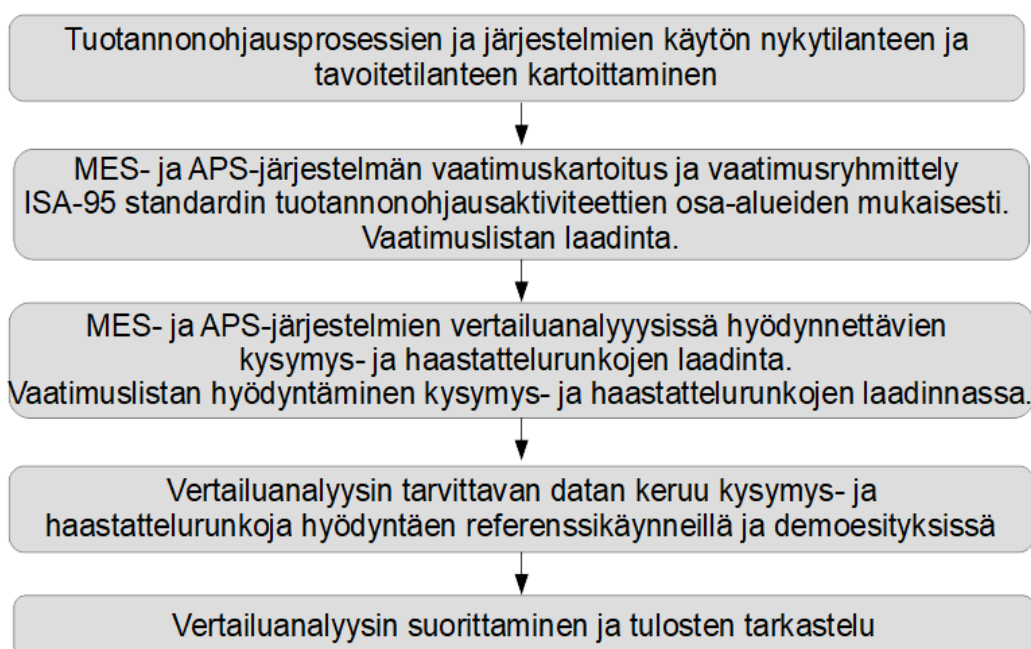 Tuotannonohjausprosessien ja järjestelmien käytön nykytilanteen ja
tavoitetilanteen kartoittaminen
MES- ja APS-järjestelmän vaatimuskartoitus ja vaatimusryhmittely
ISA-95 standardin tuotannonohjausaktiviteettien osa-alueiden mukaisesti.
Vaatimuslistan laadinta.
MES- ja APS-järjestelmien vertailuanalyyysissä hyödynnettävien
kysymys- ja haastattelurunkojen laadinta.
Vaatimuslistan hyödyntäminen kysymys- ja haastattelurunkojen laadinnassa.
Vertailuanalyysin tarvittavan datan keruu kysymys- ja
haastattelurunkoja hyödyntäen referenssikäynneillä ja demoesityksissä
Vertailuanalyysin suorittaminen ja tulosten tarkastelu